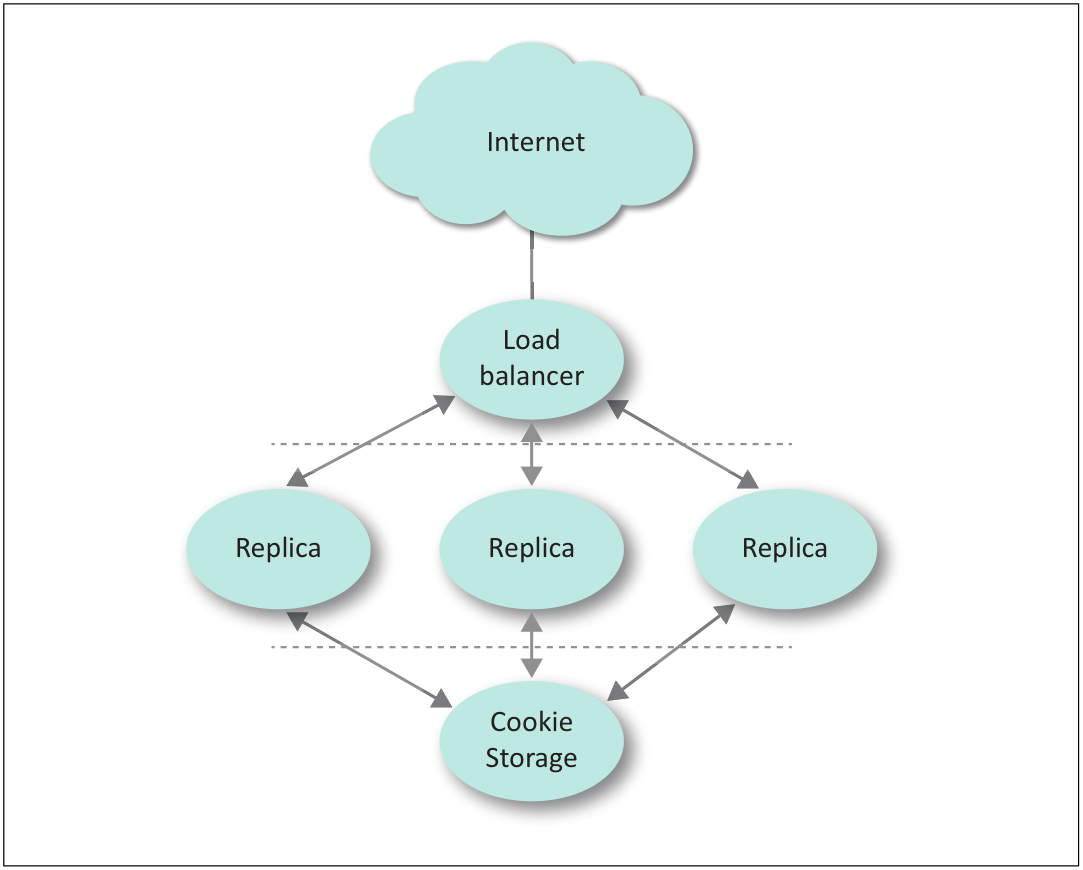 Internet
Load
balancer
Replica
Replica
Replica
Cookie
Storage